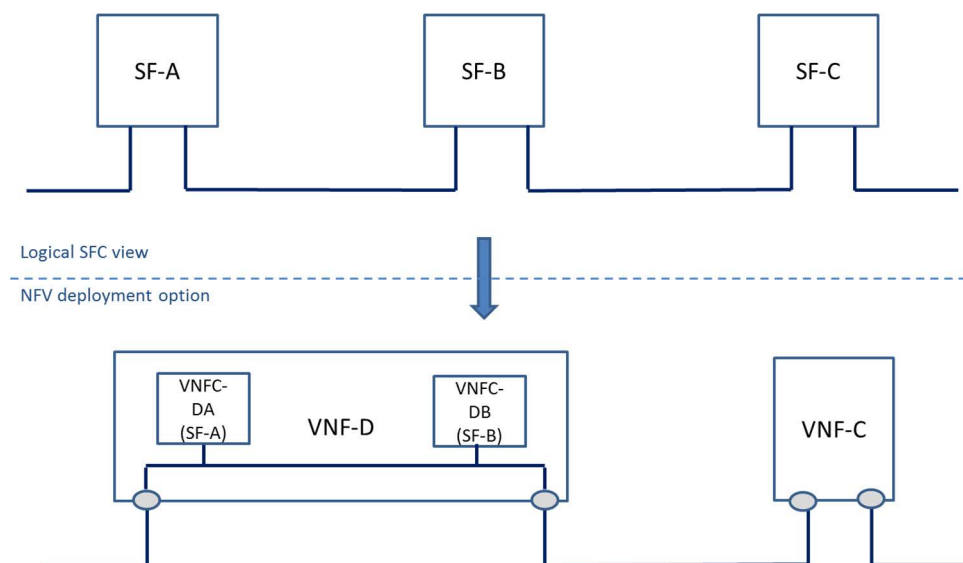 SF-A
SF-B
SF-C
Logical SFC view
NFV deployment option
VNFC-
DA
(SF-A)
VNF-D
VNFC-
DB
(SF-B)
VNF-C